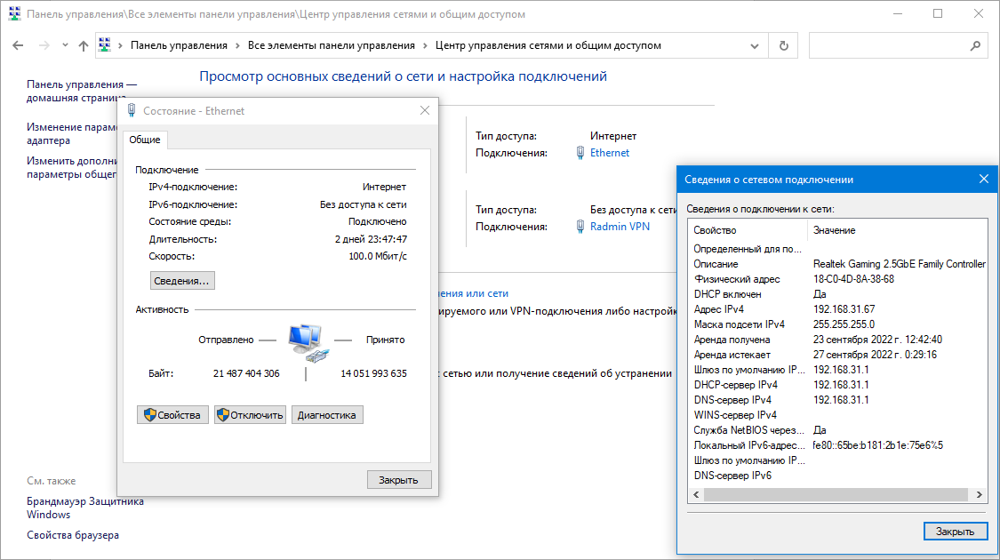 Панель управления\Все элементы панели управления\Центр управления сетями и общим доступом
Панель управления > Все элементы панели управления > Центр управления сетями и общим доступом
Панель управления —
домашняя страница
Изменение парам
адаптера
Изменить дополни
параметры общег
Просмотр основных сведений о сети и настройка подключений
Тип доступа: Интернет
Подключения: Ethernet
Тип доступа: Без доступа к сети
Подключения: Radmin VPN
ения или сети
ируемого или VPN-подключения либо настройк
с сетью или получение сведений об устранении
См. также
Брандмауэр Защитника
Windows
Свойства браузера
Состояние - Ethernet
Общие
Подключение
IPv4-подключение: Интернет
IPv6-подключение: Без доступа к сети
Состояние среды: Подключено
Длительность: 2 дней 23:47:47
Скорость: 100.0 Мбит/с
Сведения...
Активность
Отправлено — — Принято
Байт: 21 487 404 306 | 14 051 993 635
Свойства Отключить Диагностика
Закрыть
Сведения о сетевом подключении
Сведения о подключении к сети:
Свойство Значение
Определенный для по...
Описание Realtek Gaming 2.5GbE Family Controller
Физический адрес 18-C0-4D-8A-38-68
DHCP включен Да
Адрес IPv4 192.168.31.67
Маска подсети IPv4 255.255.255.0
Аренда получена 23 сентября 2022 г. 12:42:40
Аренда истекает 27 сентября 2022 г. 0:29:16
Шлюз по умолчанию IP... 192.168.31.1
DHCP-сервер IPv4 192.168.31.1
DNS-сервер IPv4 192.168.31.1
WINS-сервер IPv4
Служба NetBIOS через... Да
Локальный IPv6-адрес... fe80::65be:b181:2b1e:75e6%5
Шлюз по умолчанию IP...
DNS-сервер IPv6
Закрыть